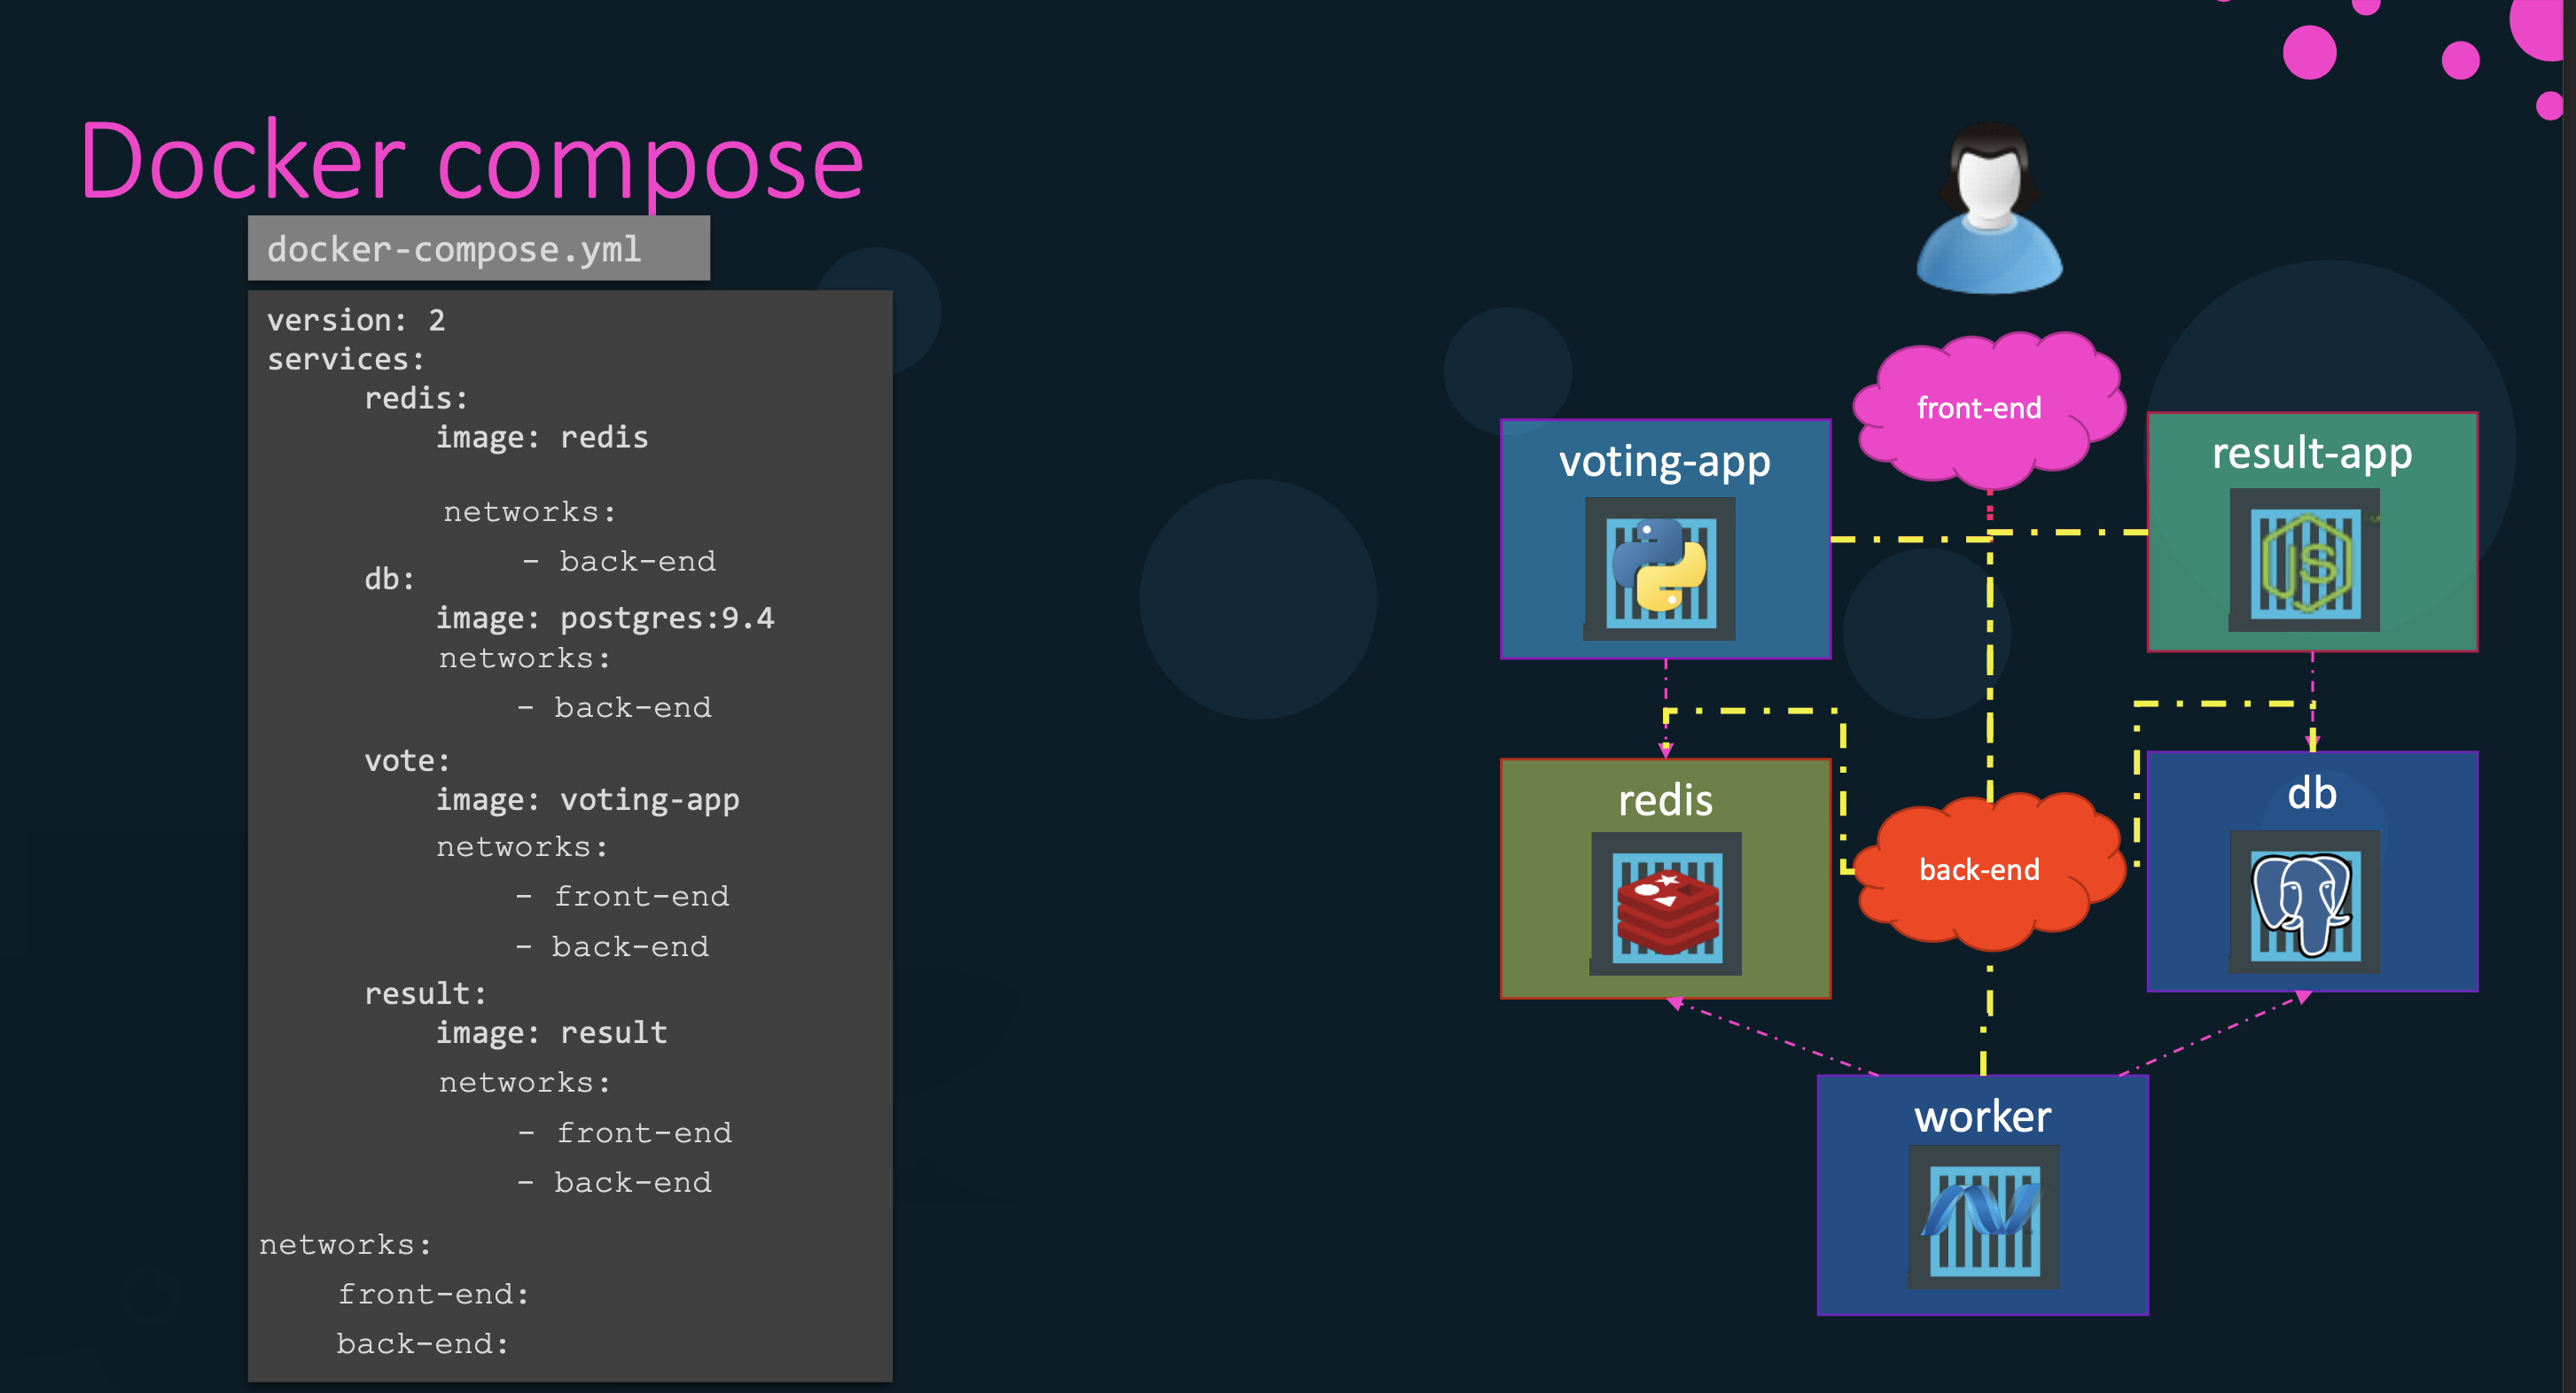 Docker compose
docker-compose.yml
version: 2
services:
redis:
image: redis
networks:
- back-end
db:
image: postgres:9.4
networks:
- back-end
vote:
image: voting-app
networks:
- front-end
- back-end
result:
image: result
networks:
- front-end
- back-end
networks:
front-end:
back-end:
front-end
voting-app
result-app
JS
redis
back-end
db
worker